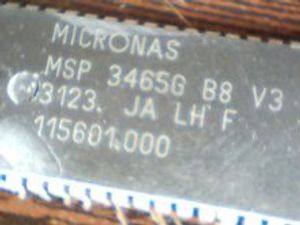 MICRONAS
MSP 3465G B8 V3
3123. JA LH F
115601.000